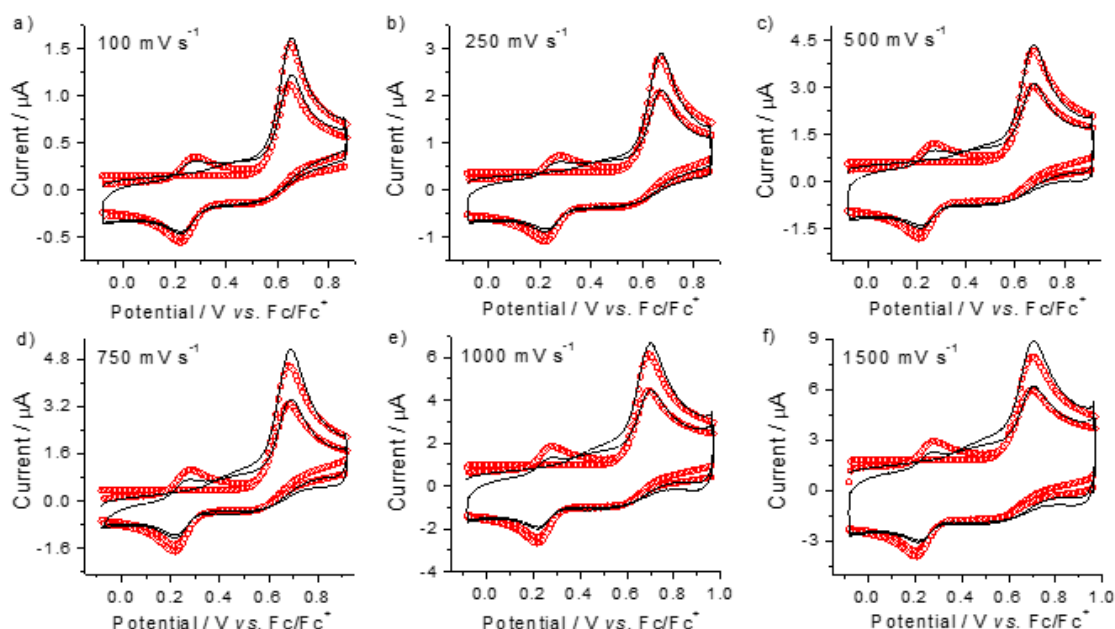 a)
100 mV s⁻¹
Current / µA
1.5
1.0
0.5
0.0
-0.5
0.0 0.2 0.4 0.6 0.8
Potential / V vs. Fc/Fc⁺
b)
250 mV s⁻¹
Current / µA
3
2
1
0
-1
0.0 0.2 0.4 0.6 0.8
Potential / V vs. Fc/Fc⁺
c)
500 mV s⁻¹
Current / µA
4.5
3.0
1.5
0.0
-1.5
0.0 0.2 0.4 0.6 0.8
Potential / V vs. Fc/Fc⁺
d)
750 mV s⁻¹
Current / µA
4.8
3.2
1.6
0.0
-1.6
0.0 0.2 0.4 0.6 0.8
Potential / V vs. Fc/Fc⁺
e)
1000 mV s⁻¹
Current / µA
6
4
2
0
-2
-4
0.0 0.2 0.4 0.6 0.8 1.0
Potential / V vs. Fc/Fc⁺
f)
1500 mV s⁻¹
Current / µA
9
6
3
0
-3
0.0 0.2 0.4 0.6 0.8 1.0
Potential / V vs. Fc/Fc⁺